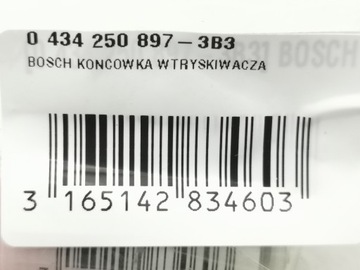 0 434 250 897-3B3
BOSCH KONCOWKA WTRYSKIWACZA
3 165142 834603